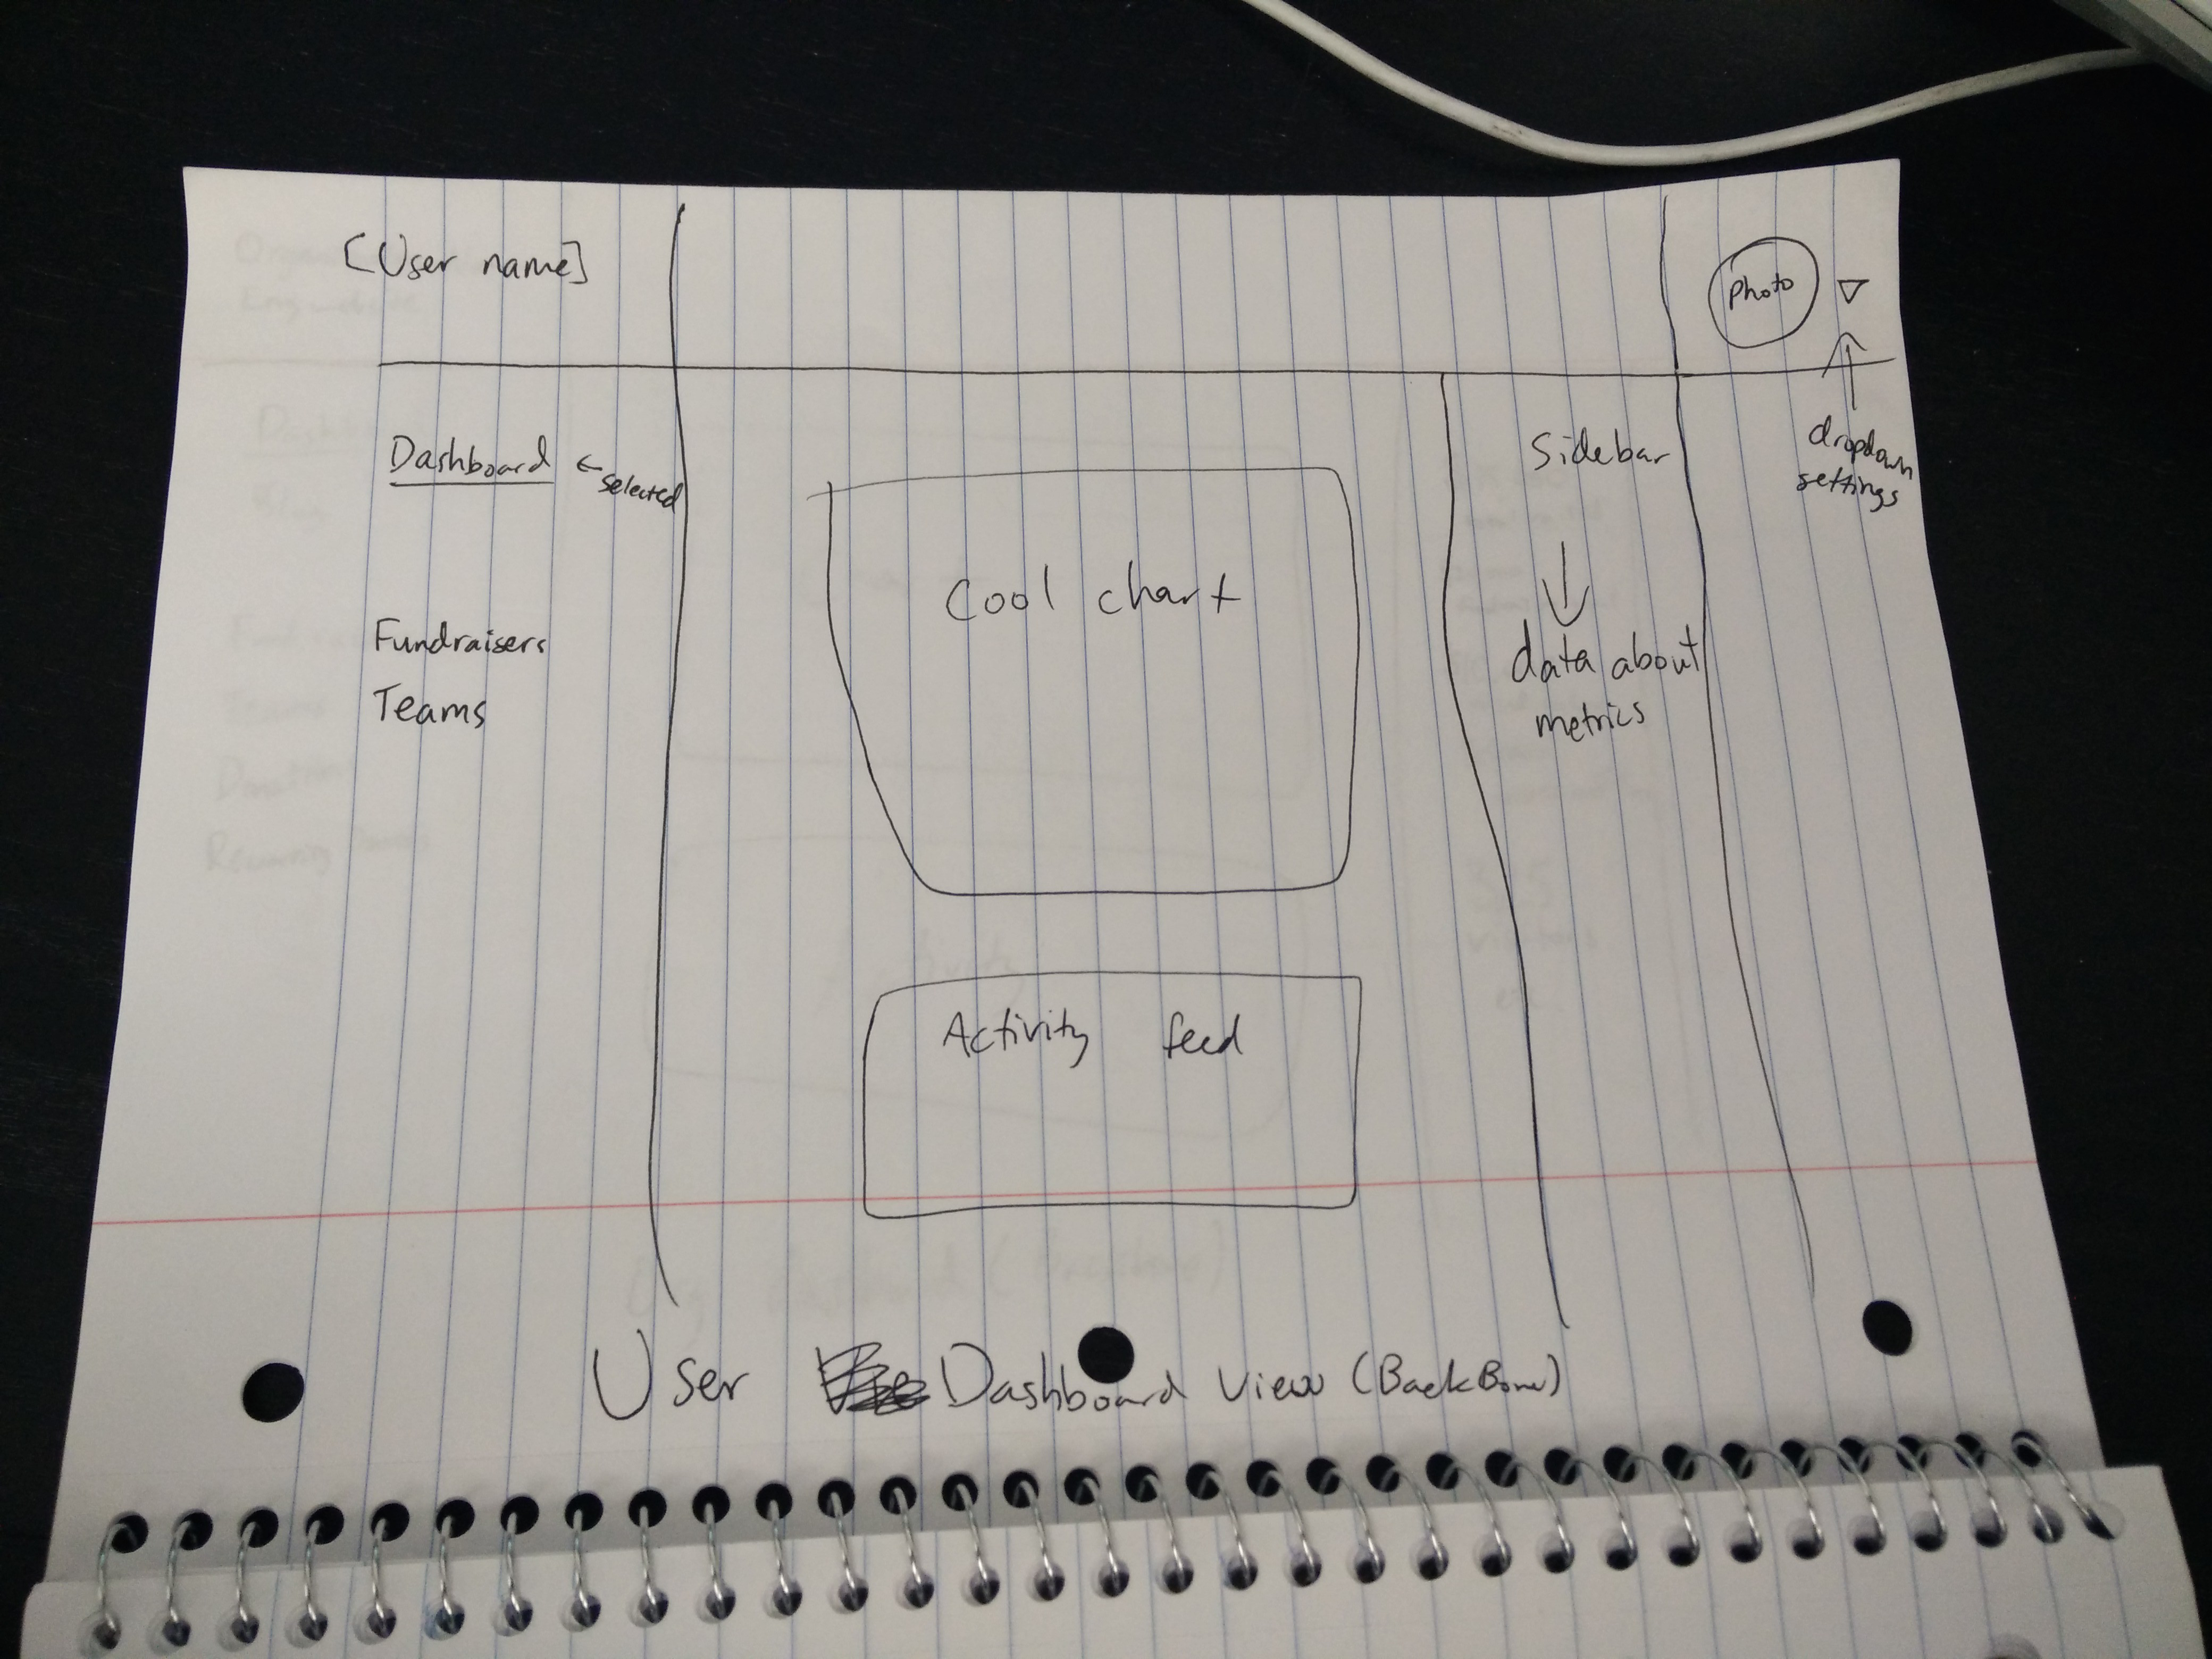 [User name]
photo
Dashboard ← selected
Fundraisers
Teams
Cool chart
Activity feed
Sidebar
↓
data about
metrics
dropdown
settings
User Dashboard View (BackBone)